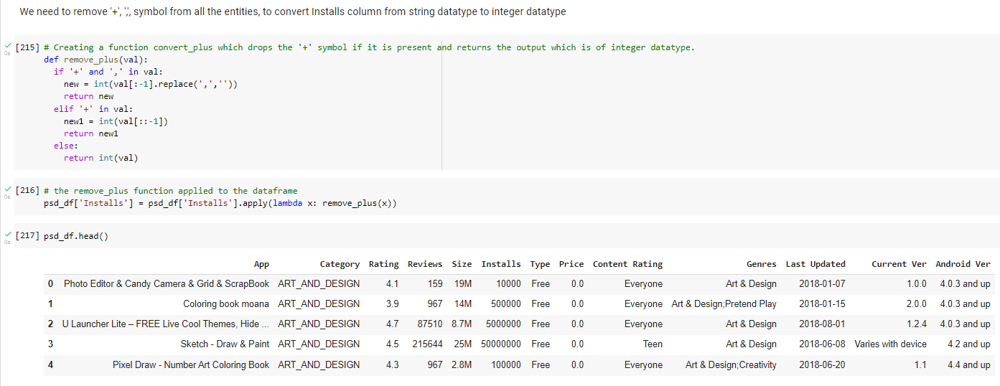 We need to remove '+', ',', symbol from all the entities, to convert Installs column from string datatype to integer datatype
0s
[215] # Creating a function convert_plus which drops the '+' symbol if it is present and returns the output which is of integer datatype.
def remove_plus(val):
if '+' and ',' in val:
new = int(val[:-1].replace(',',''))
return new
elif '+' in val:
new1 = int(val[::-1])
return new1
else:
return int(val)
0s
[216] # the remove_plus function applied to the dataframe
psd_df['Installs'] = psd_df['Installs'].apply(lambda x: remove_plus(x))
0s
[217] psd_df.head()
App Category Rating Reviews Size Installs Type Price Content Rating Genres Last Updated Current Ver Android Ver
0 Photo Editor & Candy Camera & Grid & ScrapBook ART_AND_DESIGN 4.1 159 19M 10000 Free 0.0 Everyone Art & Design 2018-01-07 1.0.0 4.0.3 and up
1 Coloring book moana ART_AND_DESIGN 3.9 967 14M 500000 Free 0.0 Everyone Art & Design;Pretend Play 2018-01-15 2.0.0 4.0.3 and up
2 U Launcher Lite – FREE Live Cool Themes, Hide ... ART_AND_DESIGN 4.7 87510 8.7M 5000000 Free 0.0 Everyone Art & Design 2018-08-01 1.2.4 4.0.3 and up
3 Sketch - Draw & Paint ART_AND_DESIGN 4.5 215644 25M 50000000 Free 0.0 Teen Art & Design 2018-06-08 Varies with device 4.2 and up
4 Pixel Draw - Number Art Coloring Book ART_AND_DESIGN 4.3 967 2.8M 100000 Free 0.0 Everyone Art & Design;Creativity 2018-06-20 1.1 4.4 and up